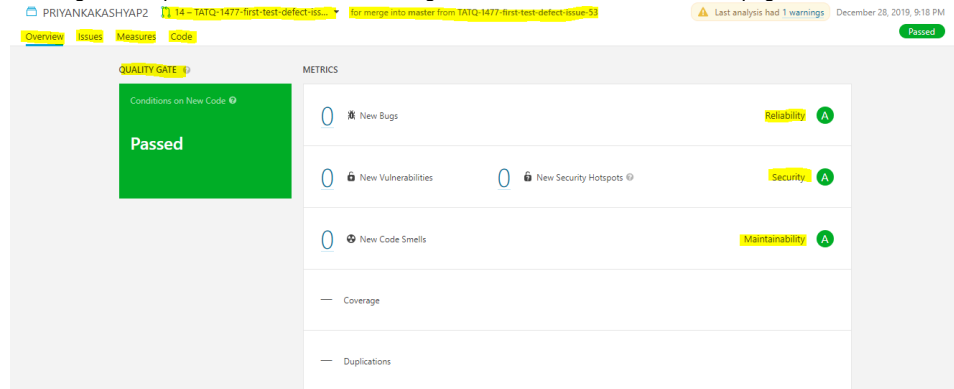 PRIYANKAKASHYAP2 14 – TATQ-1477-first-test-defect-iss... for merge into master from TATQ-1477-first-test-defect-issue-53 Last analysis had 1 warnings December 28, 2019, 9:18 PM
Overview Issues Measures Code Passed
QUALITY GATE METRICS
Conditions on New Code
Passed
0 New Bugs Reliability A
0 New Vulnerabilities 0 New Security Hotspots Security A
0 New Code Smells Maintainability A
— Coverage
— Duplications